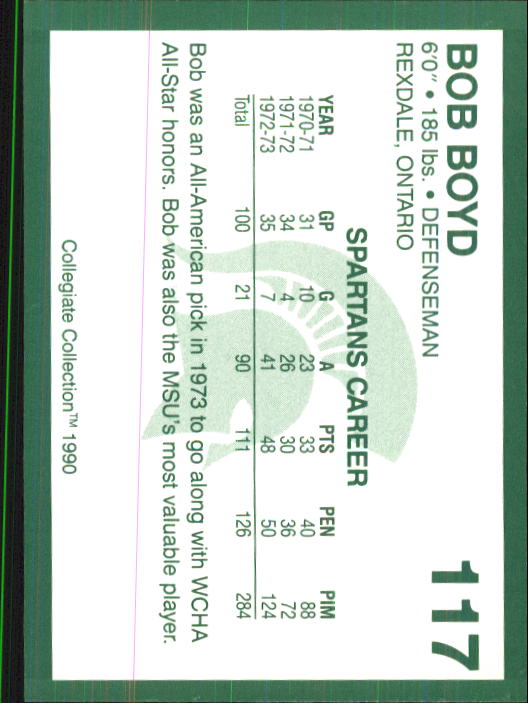 BOB BOYD 117
6'0" • 185 lbs. • DEFENSEMAN
REXDALE, ONTARIO
SPARTANS CAREER
YEAR GP G A PTS PEN PIM
1970-71 31 10 23 33 40 88
1971-72 34 4 26 30 36 72
1972-73 35 7 41 48 50 124
Total 100 21 90 111 126 284
Bob was an All-American pick in 1973 to go along with WCHA
All-Star honors. Bob was also the MSU's most valuable player.
Collegiate Collection™ 1990